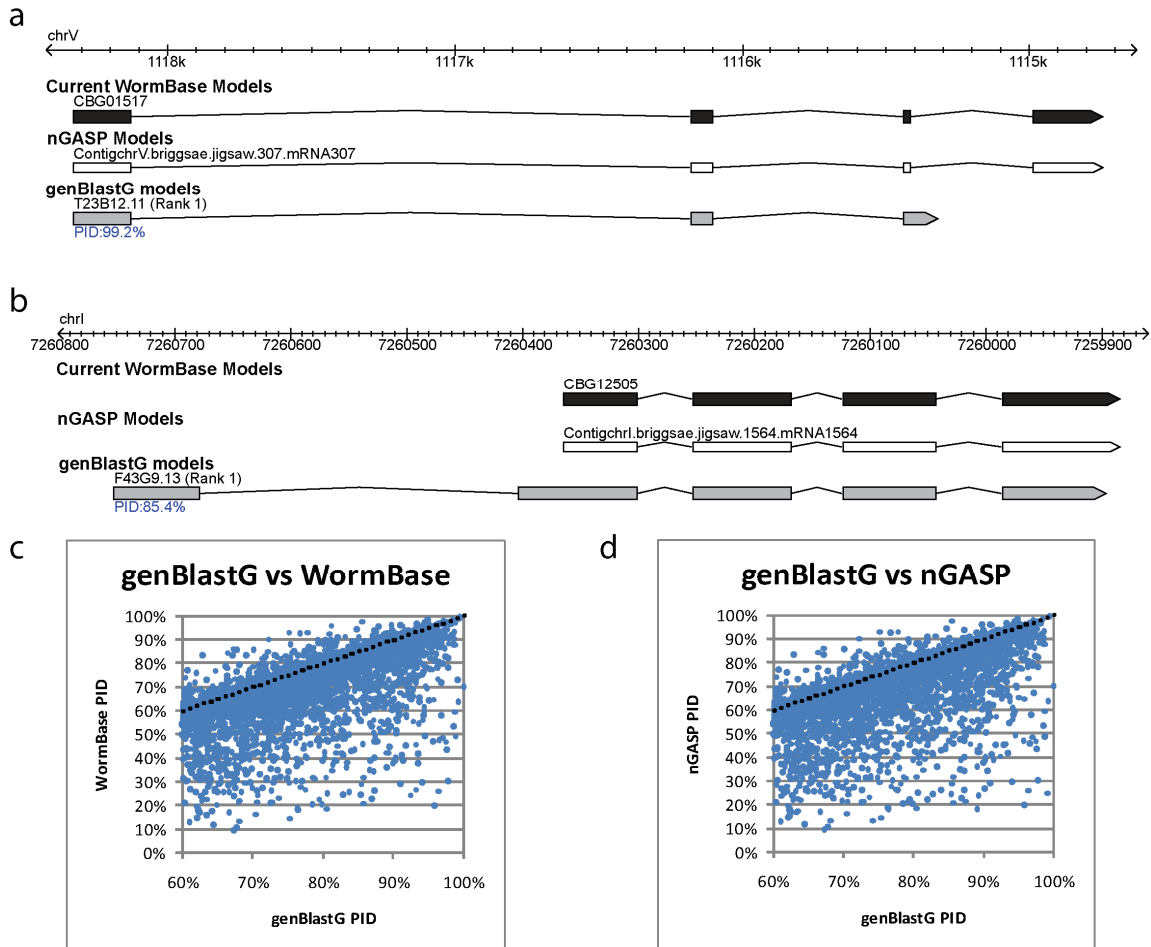 a
chrV
1118k 1117k 1116k 1115k
Current WormBase Models
CBG01517
nGASP Models
ContigchrV.briggsae.jigsaw.307.mRNA307
genBlastG models
T23B12.11 (Rank 1)
PID:99.2%
b
chrI
7260800 7260700 7260600 7260500 7260400 7260300 7260200 7260100 7260000 7259900
Current WormBase Models
CBG12505
nGASP Models
ContigchrI.briggsae.jigsaw.1564.mRNA1564
genBlastG models
F43G9.13 (Rank 1)
PID:85.4%
c
genBlastG vs WormBase
WormBase PID
100%
90%
80%
70%
60%
50%
40%
30%
20%
10%
0%
60% 70% 80% 90% 100%
genBlastG PID
d
genBlastG vs nGASP
nGASP PID
100%
90%
80%
70%
60%
50%
40%
30%
20%
10%
0%
60% 70% 80% 90% 100%
genBlastG PID